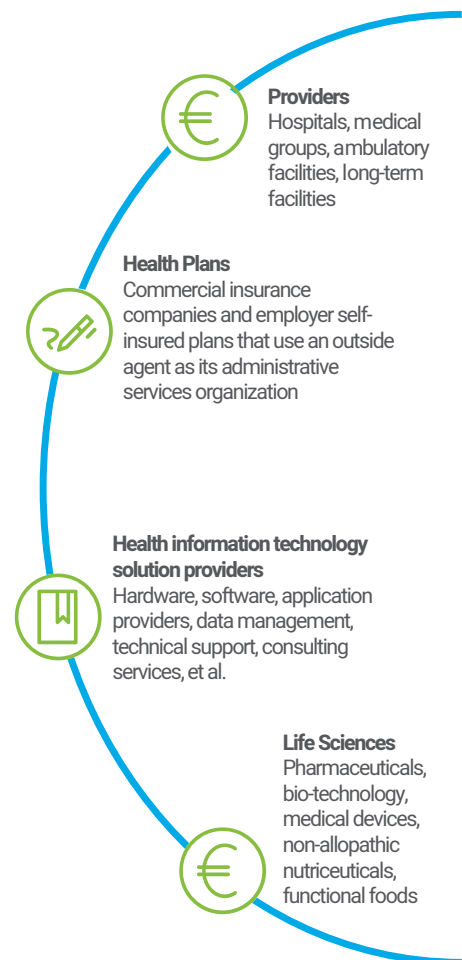 Providers
Hospitals, medical
groups, ambulatory
facilities, long-term
facilities
Health Plans
Commercial insurance
companies and employer self-
insured plans that use an outside
agent as its administrative
services organization
Health information technology
solution providers
Hardware, software, application
providers, data management,
technical support, consulting
services, et al.
Life Sciences
Pharmaceuticals,
bio-technology,
medical devices,
non-allopathic
nutriceuticals,
functional foods